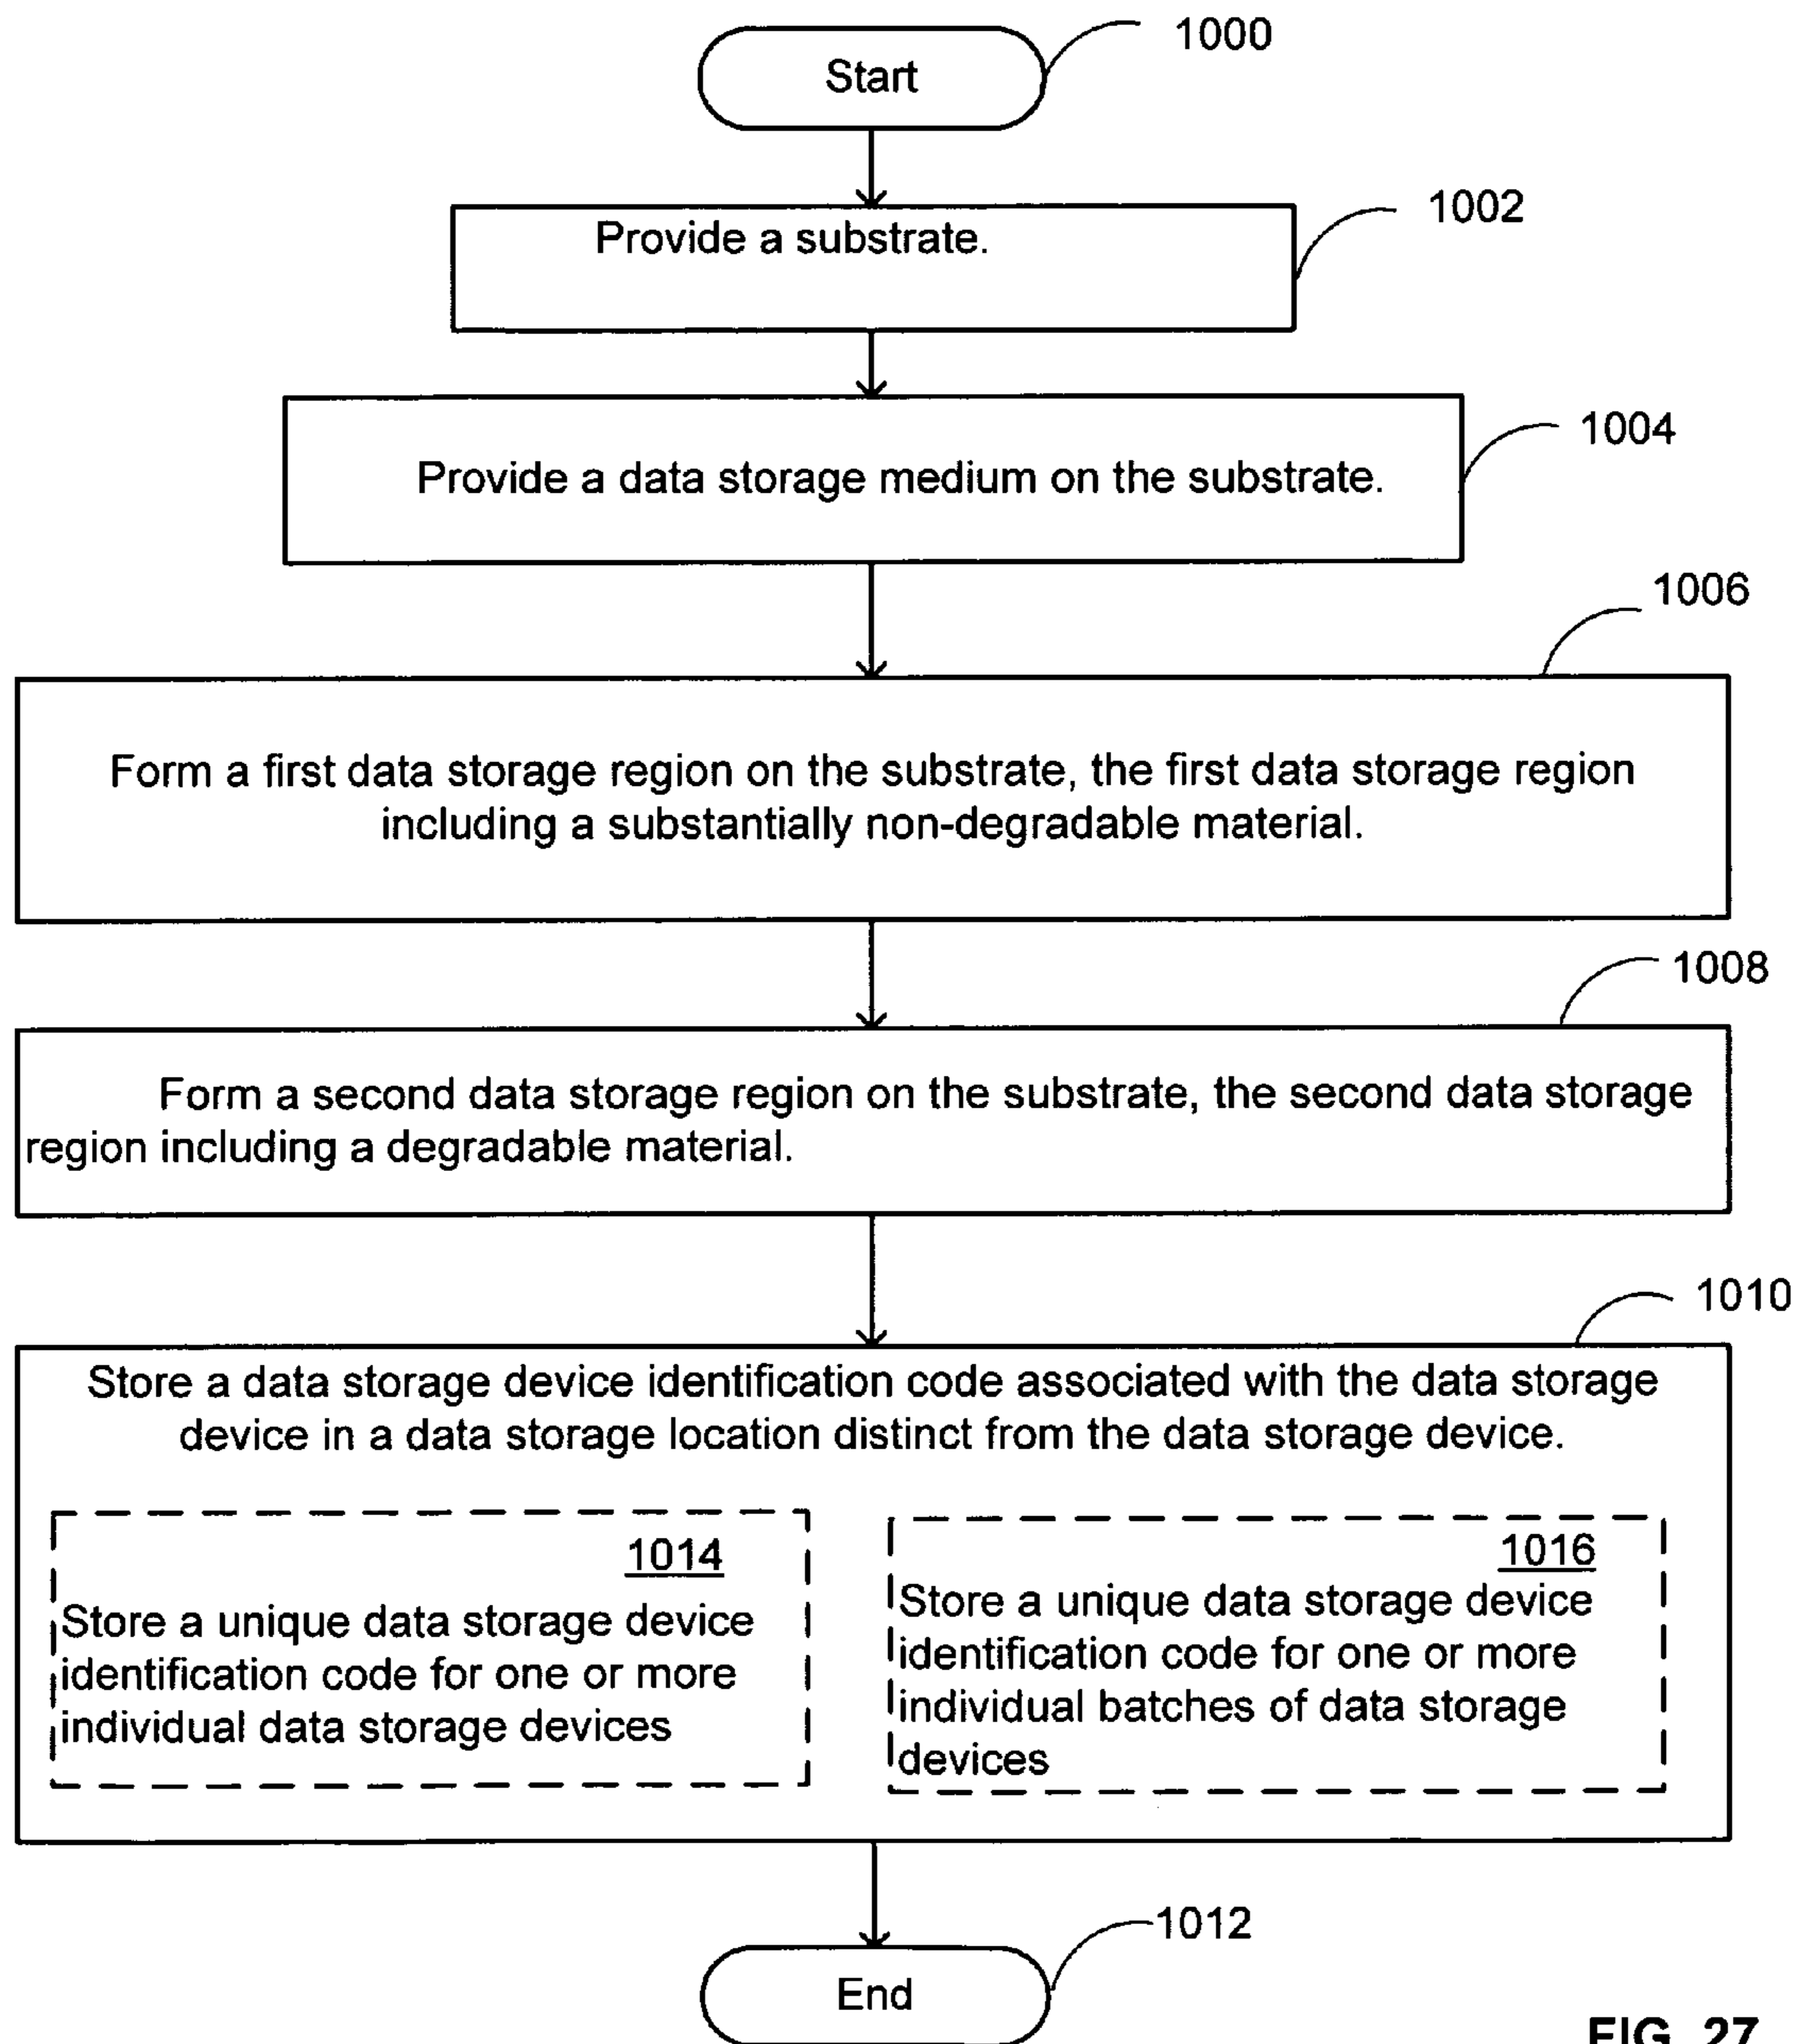 1000
Start
1002
Provide a substrate.
1004
Provide a data storage medium on the substrate.
1006
Form a first data storage region on the substrate, the first data storage region
including a substantially non-degradable material.
1008
Form a second data storage region on the substrate, the second data storage
region including a degradable material.
1010
Store a data storage device identification code associated with the data storage
device in a data storage location distinct from the data storage device.
1014
Store a unique data storage device
identification code for one or more
individual data storage devices
1016
Store a unique data storage device
identification code for one or more
individual batches of data storage
devices
1012
End
FIG. 27